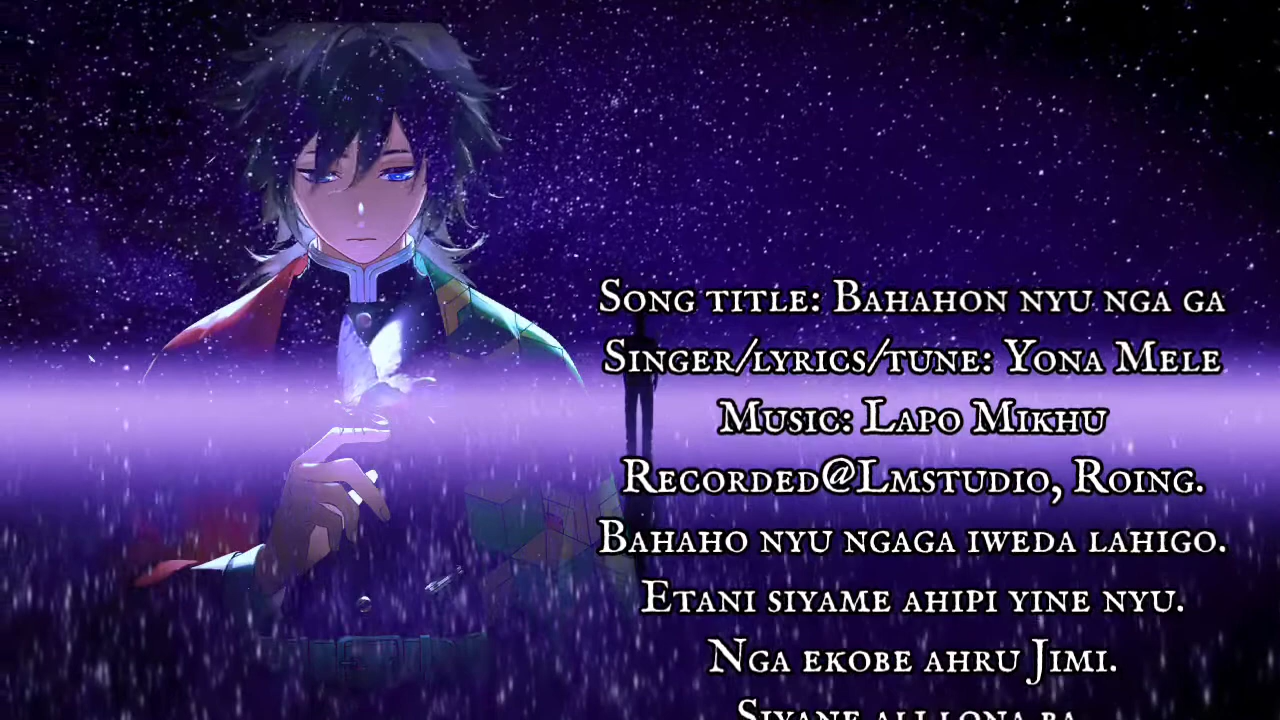 Song title: Bahahon nyu nga ga
Singer/lyrics/tune: Yona Mele
Music: Lapo Mikhu
Recorded@Lmstudio, Roing.
Bahaho nyu ngaga iweda lahigo.
Etani siyame ahipi yine nyu.
Nga ekobe ahru Jimi.